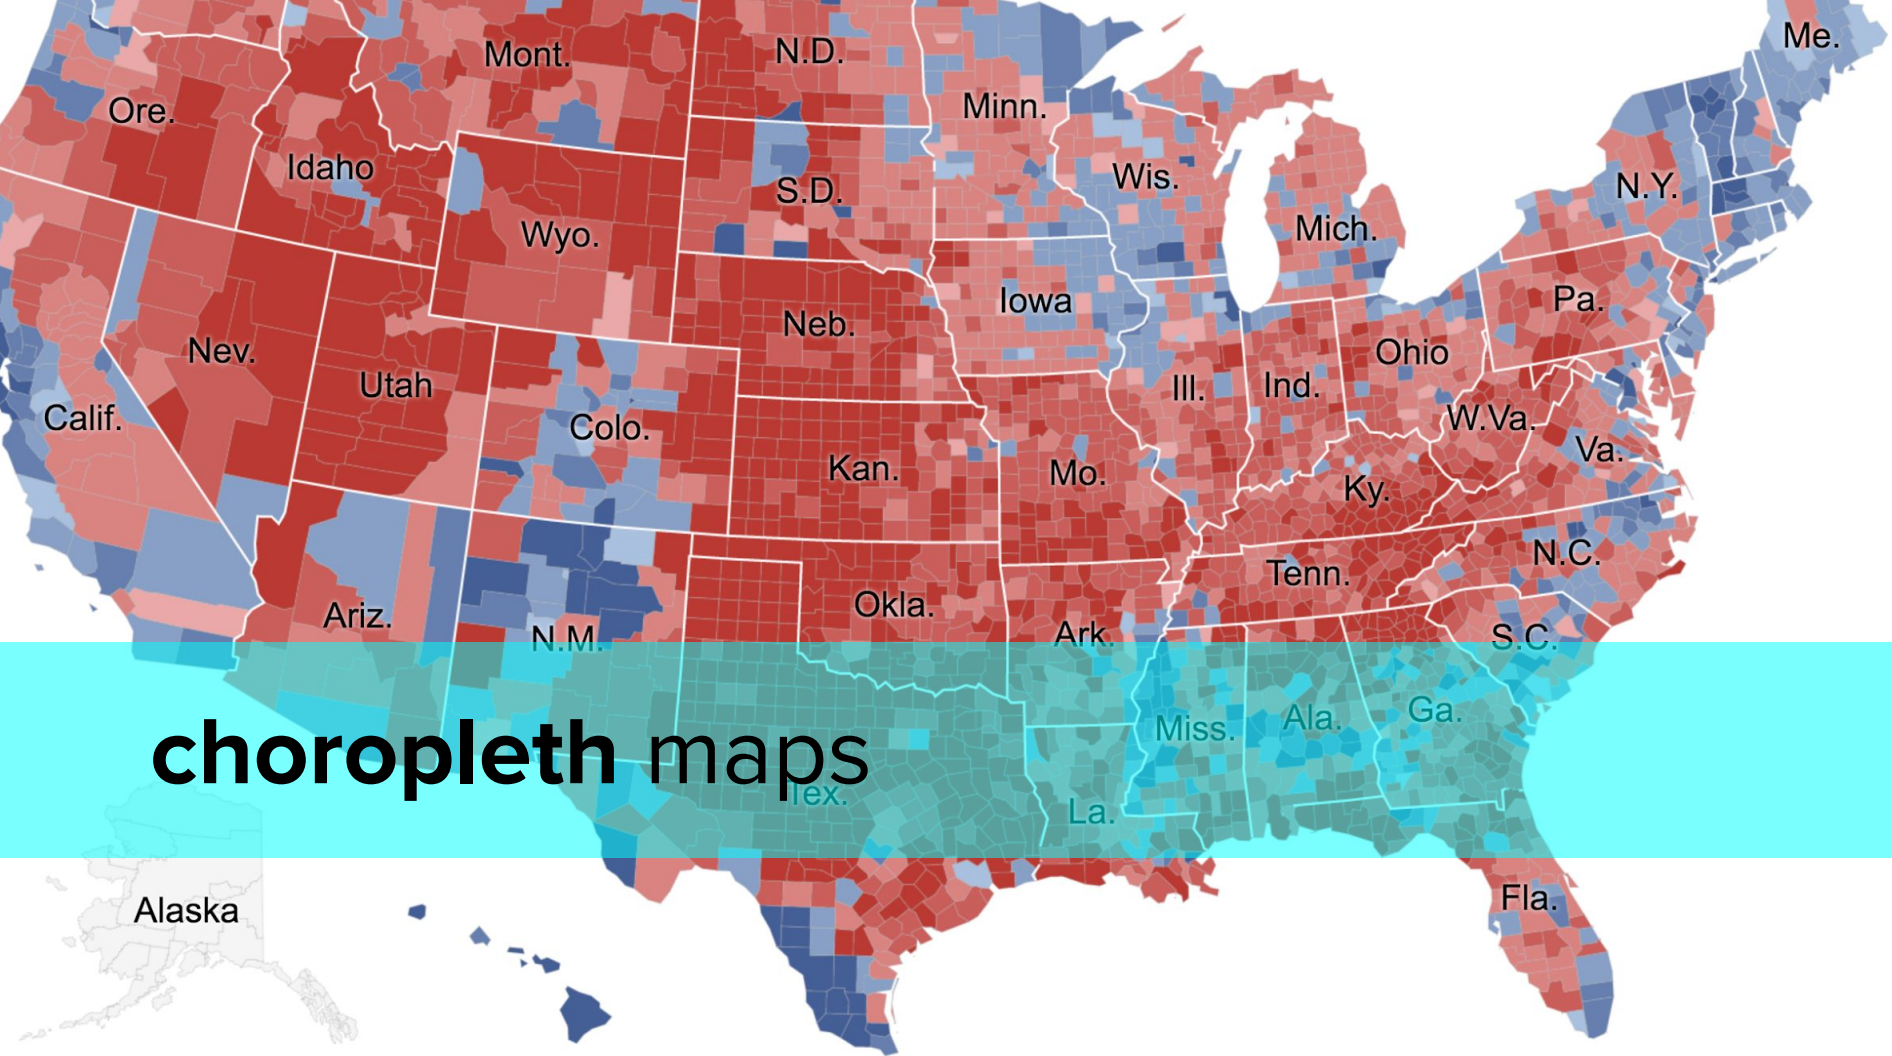 Me.
Mont.
N.D.
Ore.
Minn.
Idaho
Wis.
N.Y.
S.D.
Wyo.
Mich.
Iowa
Pa.
Neb.
Nev.
Ohio
Utah
Ill.
Ind.
Calif.
Colo.
W.Va.
Va.
Kan.
Mo.
Ky.
N.C.
Tenn.
Okla.
Ariz.
N.M.
Ark.
S.C.
Ga.
Ala.
Miss.
choropleth maps
Tex.
La.
Fla.
Alaska